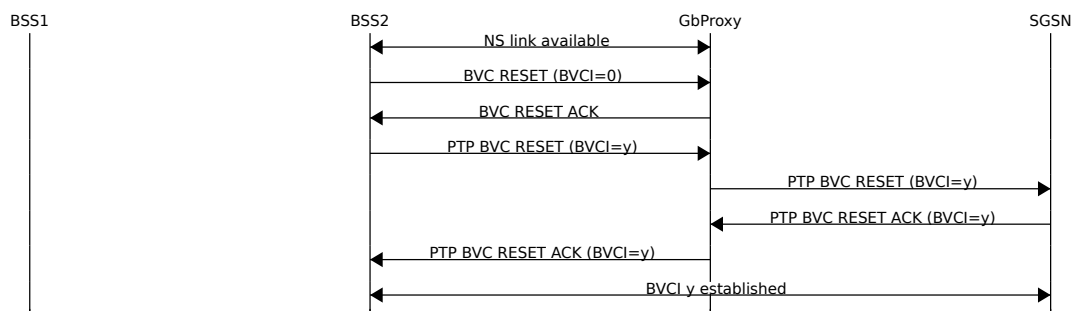 BSS1 BSS2 GbProxy SGSN
NS link available
BVC RESET (BVCI=0)
BVC RESET ACK
PTP BVC RESET (BVCI=y)
PTP BVC RESET (BVCI=y)
PTP BVC RESET ACK (BVCI=y)
PTP BVC RESET ACK (BVCI=y)
BVCI y established